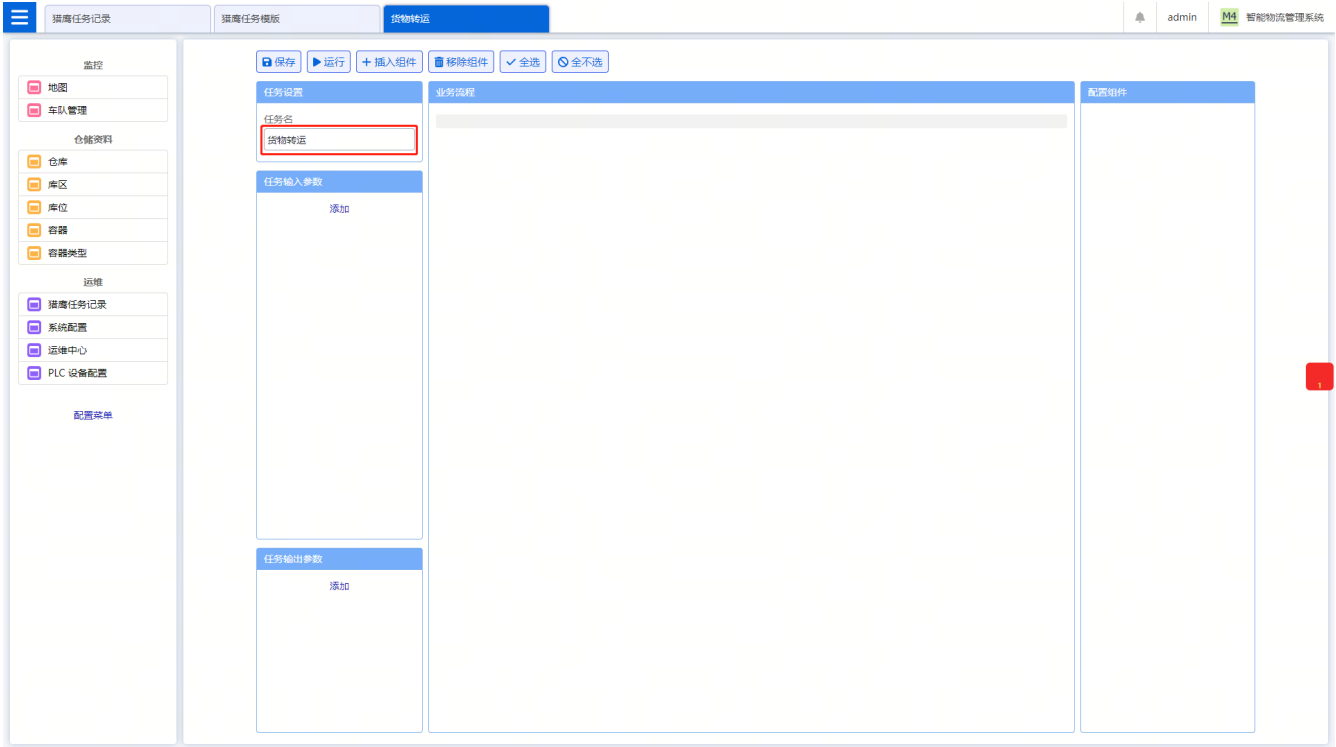 猎鹰任务记录
猎鹰任务模版
货物转运
admin
M4 智能物流管理系统
监控
地图
车队管理
仓储资料
仓库
库区
库位
容器
容器类型
运维
猎鹰任务记录
系统配置
运维中心
PLC 设备配置
配置菜单
保存
运行
插入组件
移除组件
全选
全不选
任务设置
任务名
货物转运
任务输入参数
添加
任务输出参数
添加
业务流程
配置组件
1